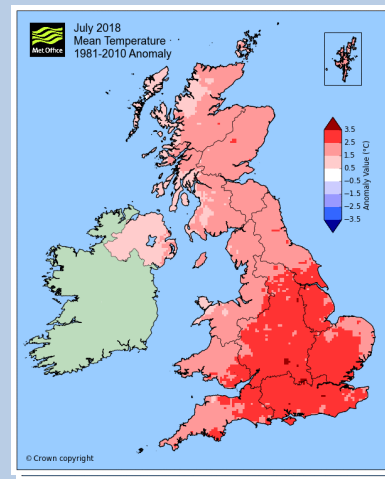 Met Office
July 2018
Mean Temperature
1981-2010 Anomaly
3.5
2.5
1.5
0.5
−0.5
−1.5
−2.5
−3.5
Anomaly Value (°C)
© Crown copyright